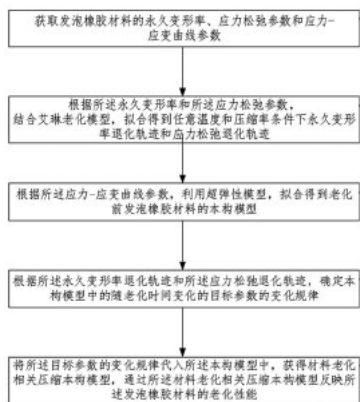 获取发泡橡胶材料的永久变形率、应力松弛参数和应力-
应变曲线参数
根据所述永久变形率和所述应力松弛参数，
结合艾琳老化模型，拟合得到任意温度和压缩率条件下永久变形
率退化轨迹和应力松弛退化轨迹
根据所述应力-应变曲线参数，利用超弹性模型，拟合得到老化
前发泡橡胶材料的本构模型
根据所述永久变形率退化轨迹和所述应力松弛退化轨迹，确定本
构模型中的随老化时间变化的目标参数的变化规律
将所述目标参数的变化规律代入所述本构模型中，获得材料老化
相关压缩本构模型，通过所述材料老化相关压缩本构模型反映所
述发泡橡胶材料的老化性能